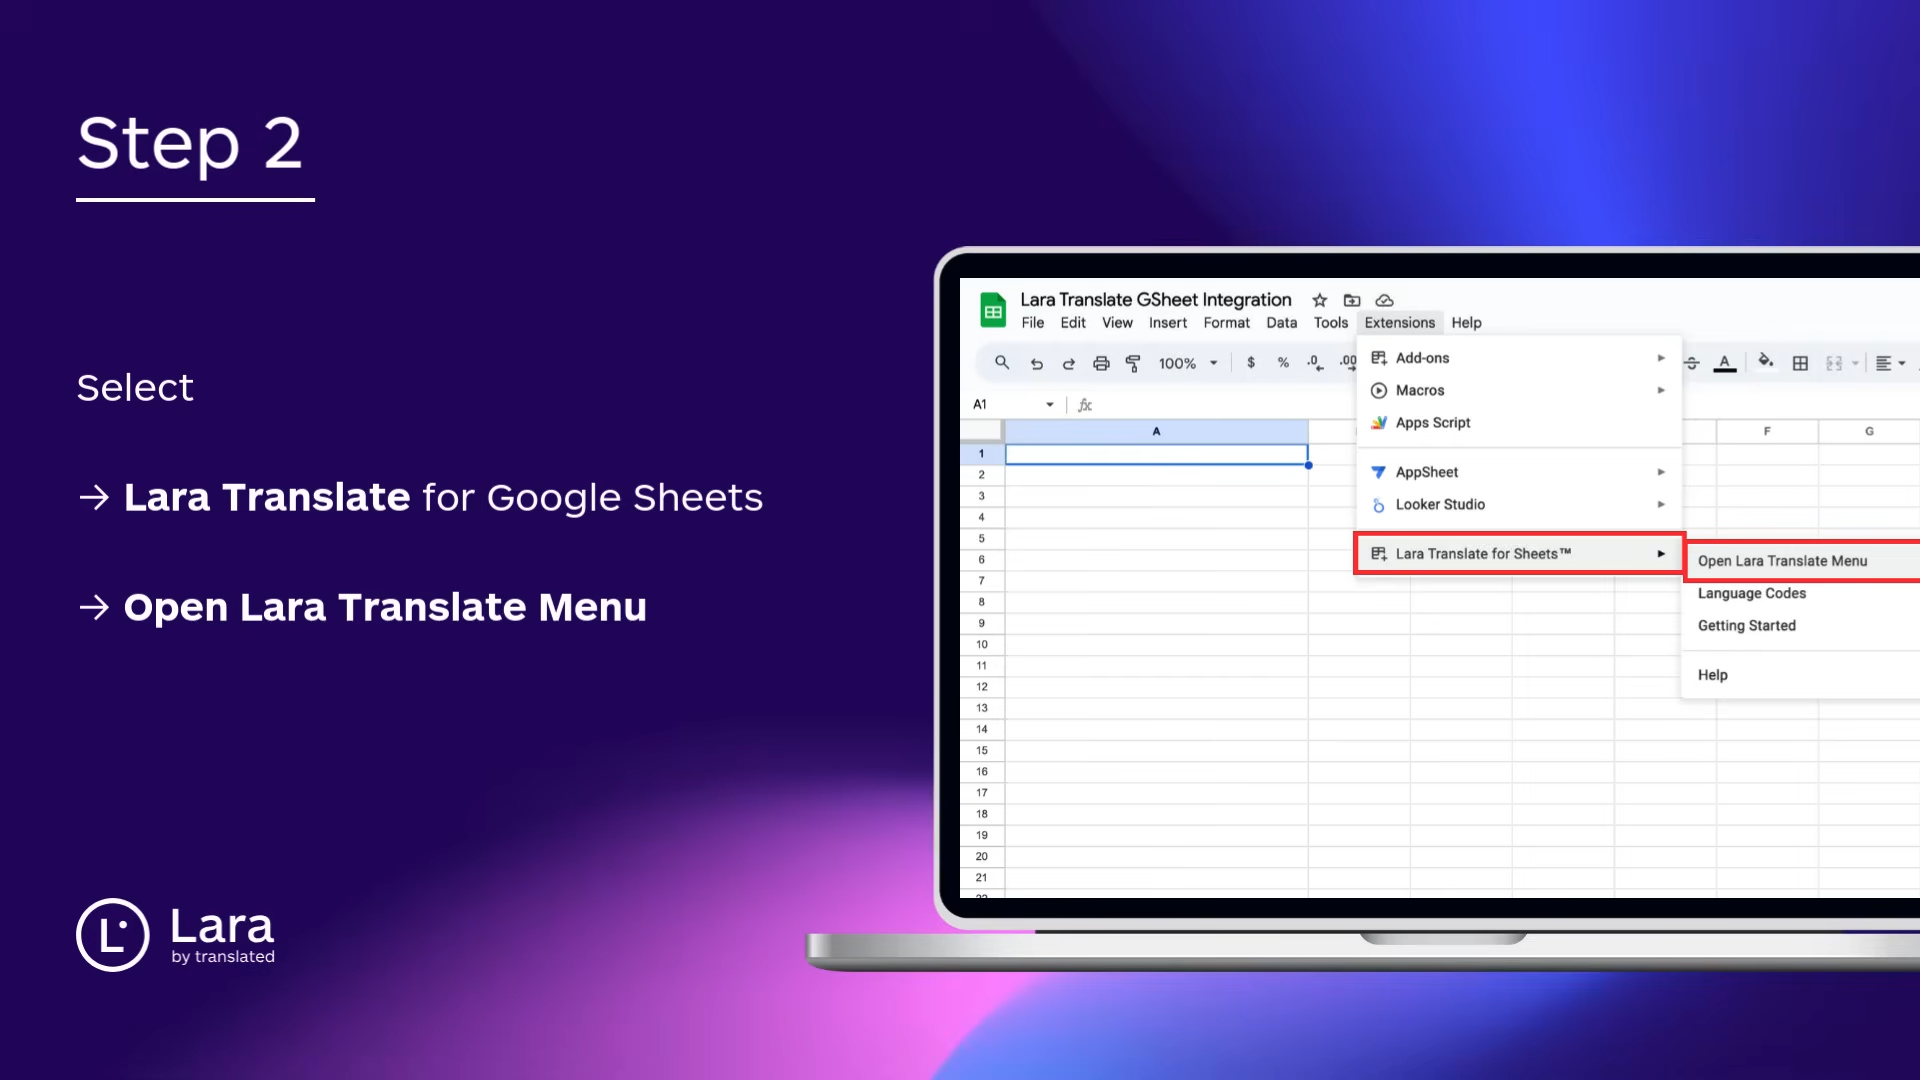 Step 2
Select
→ Lara Translate for Google Sheets
→ Open Lara Translate Menu
Lara
by translated
Lara Translate GSheet Integration
File Edit View Insert Format Data Tools Extensions Help
100% $ % .0 .00 A
A1 fx
A F G
Add-ons
Macros
Apps Script
AppSheet
Looker Studio
Lara Translate for Sheets™
Open Lara Translate Menu
Language Codes
Getting Started
Help
1
2
3
4
5
6
7
8
9
10
11
12
13
14
15
16
17
18
19
20
21